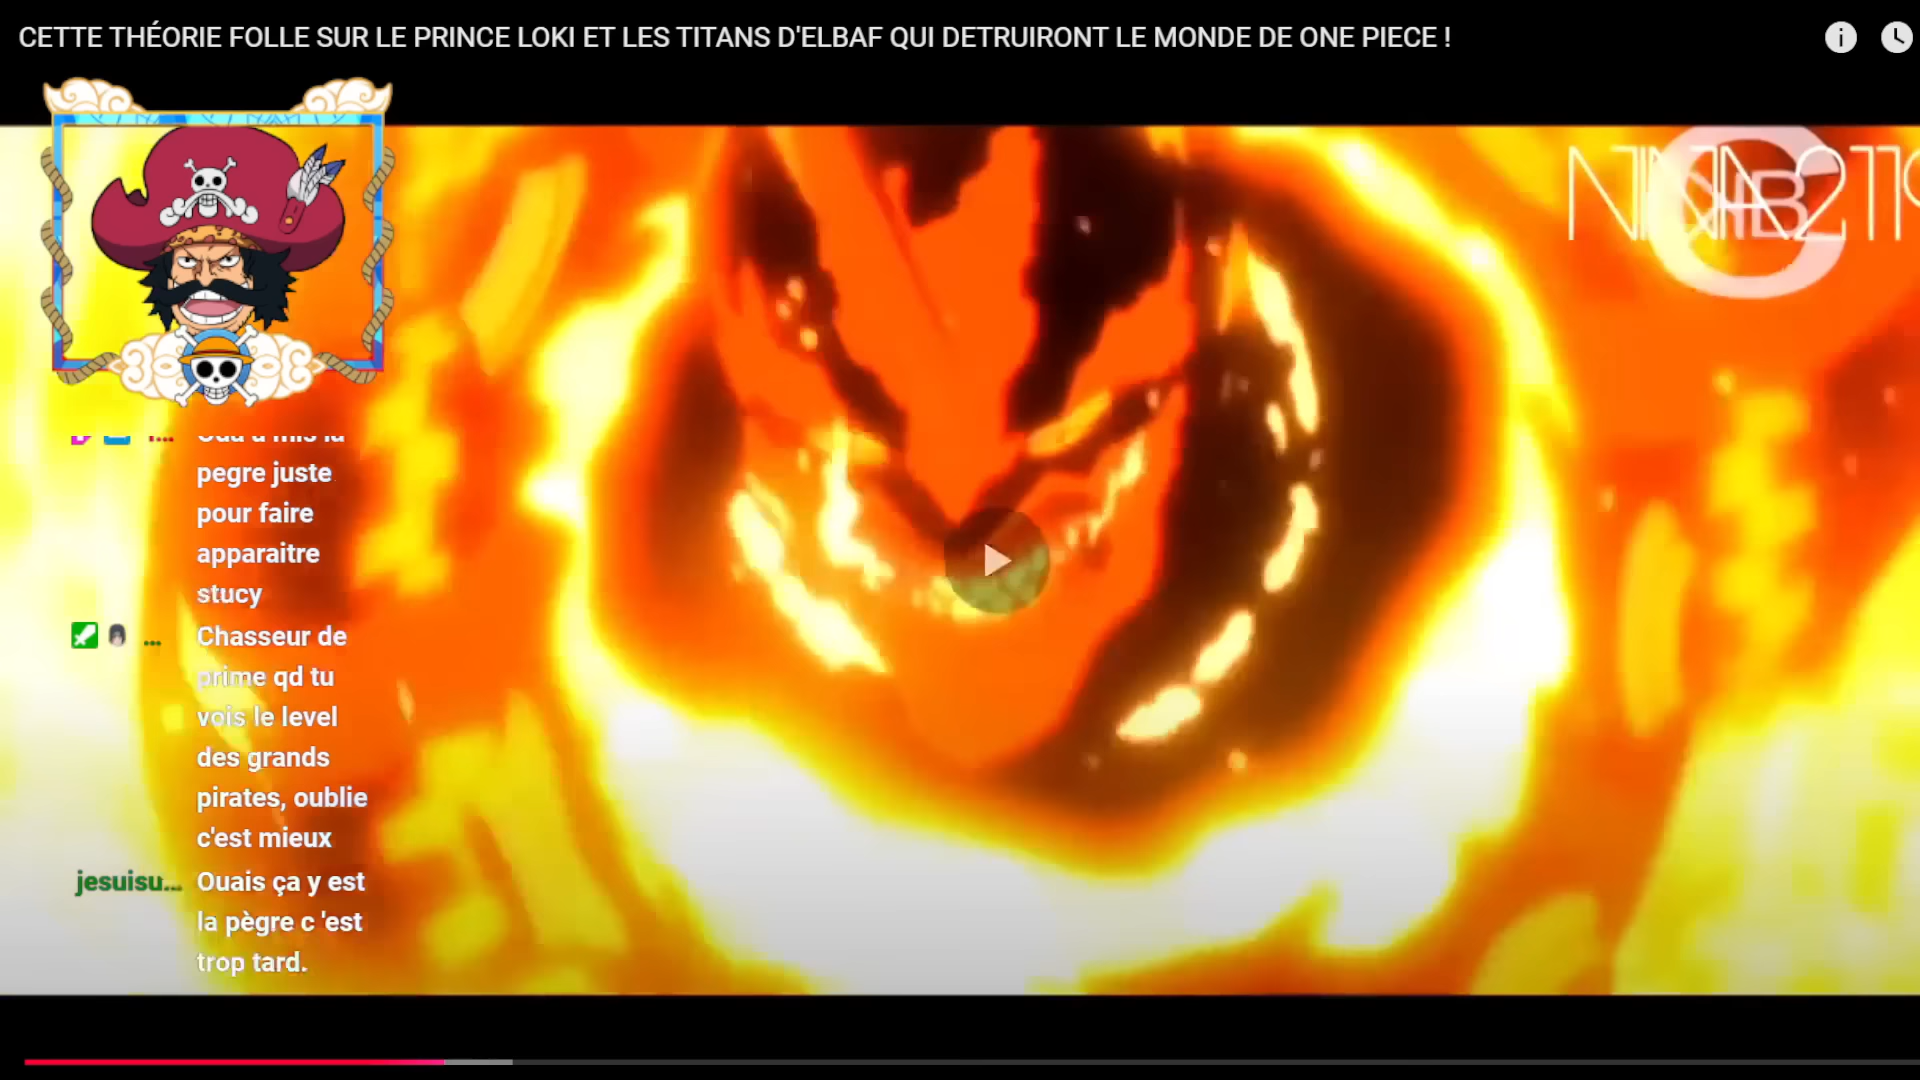 CETTE THÉORIE FOLLE SUR LE PRINCE LOKI ET LES TITANS D'ELBAF QUI DETRUIRONT LE MONDE DE ONE PIECE !
pegre juste
pour faire
apparaitre
stucy
... Chasseur de
prime qd tu
vois le level
des grands
pirates, oublie
c'est mieux
jesuisu... Ouais ça y est
la pègre c 'est
trop tard.